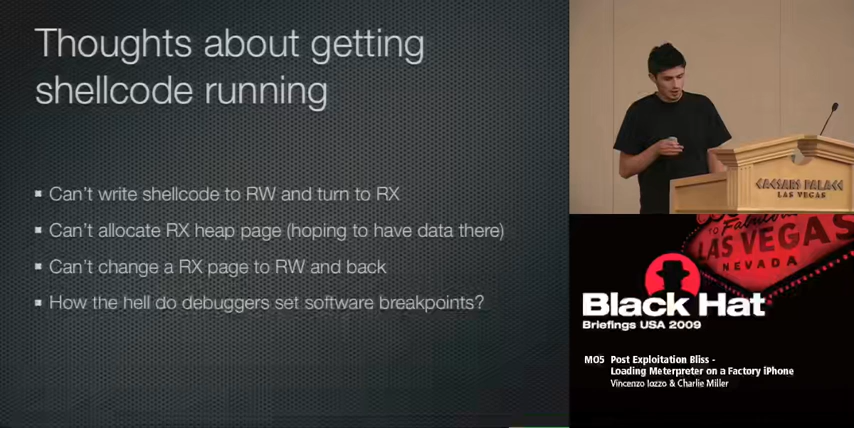 Thoughts about getting
shellcode running
Can't write shellcode to RW and turn to RX
Can't allocate RX heap page (hoping to have data there)
Can't change a RX page to RW and back
How the hell do debuggers set software breakpoints?
CAESARS PALACE
LAS VEGAS
TO Fabulous
LAS VEGAS
NEVADA
Black Hat
Briefings USA 2009
MO5 Post Exploitation Bliss -
Loading Meterpreter on a Factory iPhone
Vincenzo Iozzo & Charlie Miller